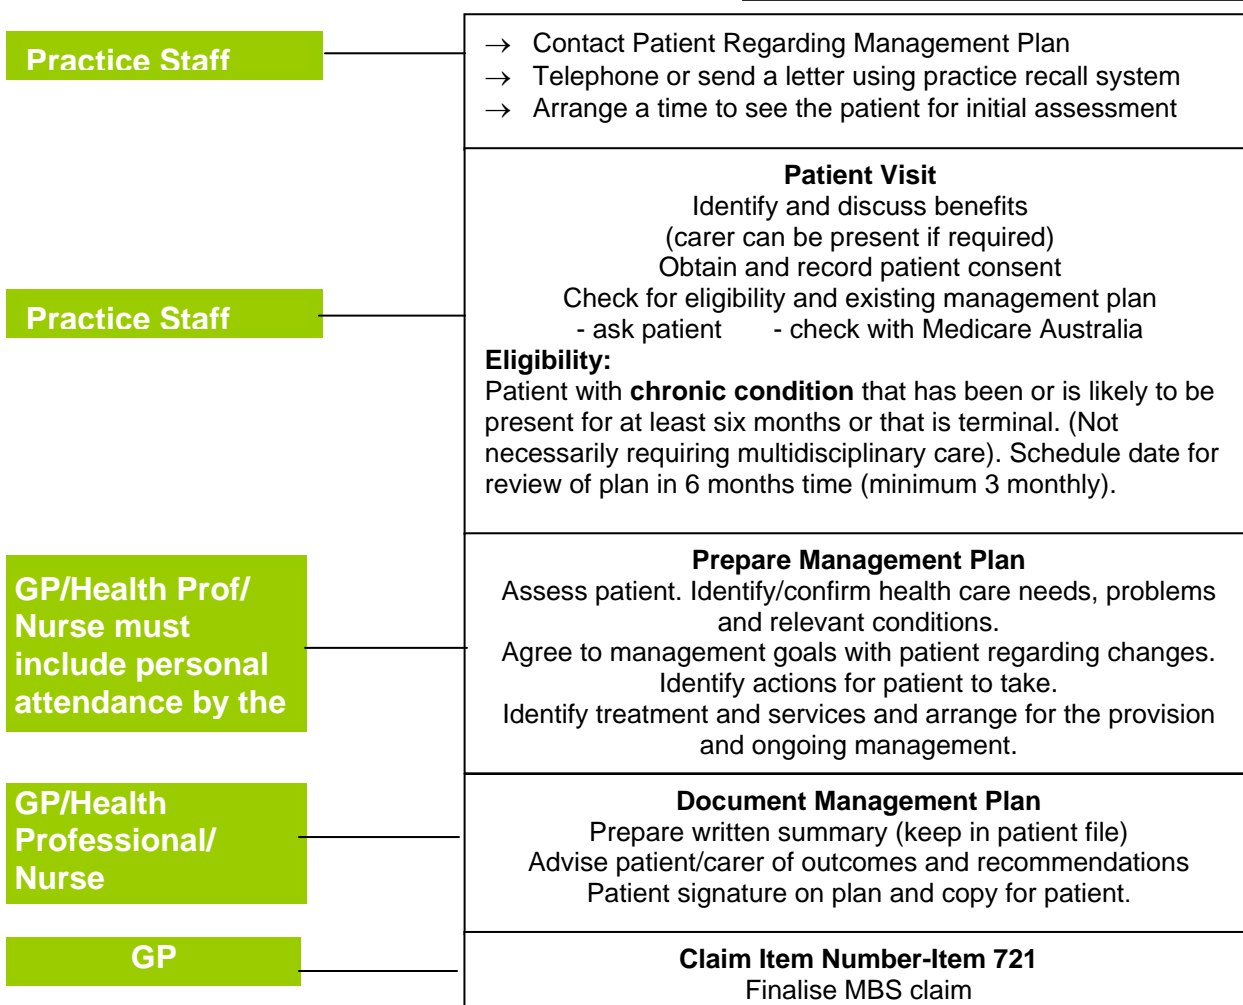 Practice Staff
→ Contact Patient Regarding Management Plan
→ Telephone or send a letter using practice recall system
→ Arrange a time to see the patient for initial assessment
Practice Staff
Patient Visit
Identify and discuss benefits
(carer can be present if required)
Obtain and record patient consent
Check for eligibility and existing management plan
- ask patient - check with Medicare Australia
Eligibility:
Patient with chronic condition that has been or is likely to be
present for at least six months or that is terminal. (Not
necessarily requiring multidisciplinary care). Schedule date for
review of plan in 6 months time (minimum 3 monthly).
GP/Health Prof/
Nurse must
include personal
attendance by the
Prepare Management Plan
Assess patient. Identify/confirm health care needs, problems
and relevant conditions.
Agree to management goals with patient regarding changes.
Identify actions for patient to take.
Identify treatment and services and arrange for the provision
and ongoing management.
GP/Health
Professional/
Nurse
Document Management Plan
Prepare written summary (keep in patient file)
Advise patient/carer of outcomes and recommendations
Patient signature on plan and copy for patient.
GP
Claim Item Number-Item 721
Finalise MBS claim